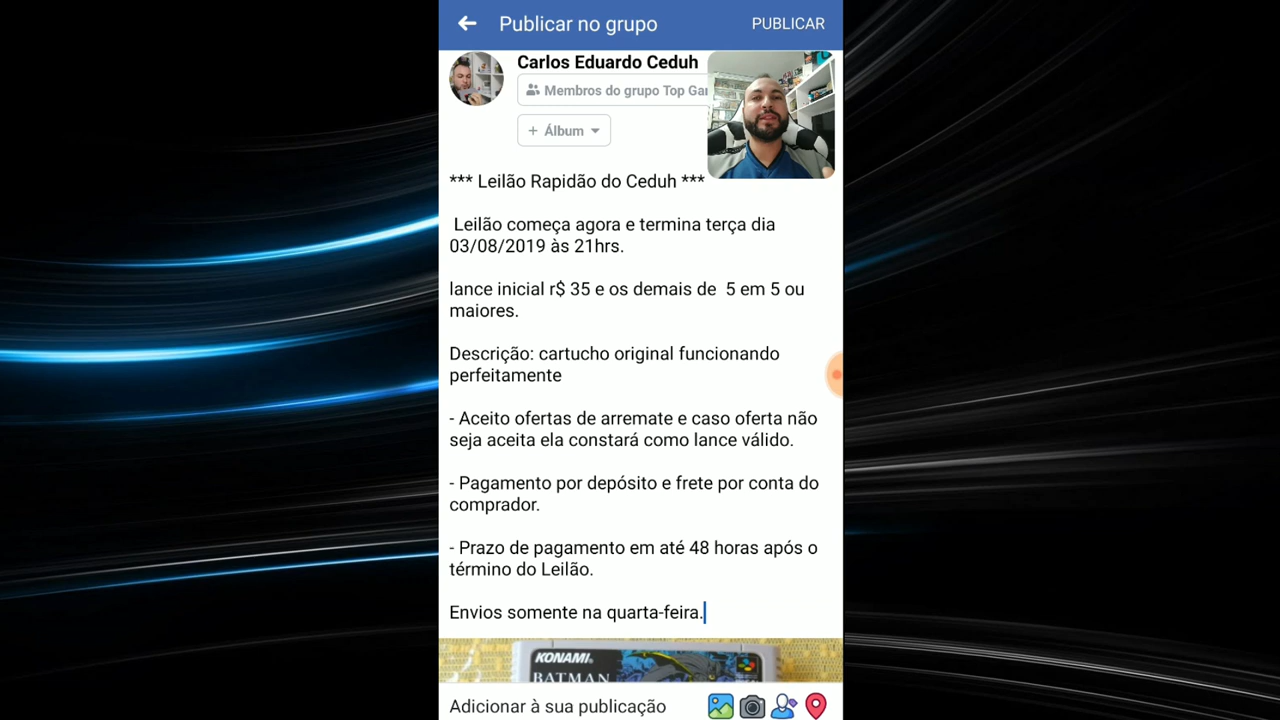 Publicar no grupo
PUBLICAR
Carlos Eduardo Ceduh
Membros do grupo Top Gar
+ Álbum
*** Leilão Rapidão do Ceduh ***
Leilão começa agora e termina terça dia
03/08/2019 às 21hrs.
lance inicial r$ 35 e os demais de  5 em 5 ou
maiores.
Descrição: cartucho original funcionando
perfeitamente
- Aceito ofertas de arremate e caso oferta não
seja aceita ela constará como lance válido.
- Pagamento por depósito e frete por conta do
comprador.
- Prazo de pagamento em até 48 horas após o
término do Leilão.
Envios somente na quarta-feira.
KONAMI
BATMAN
Adicionar à sua publicação